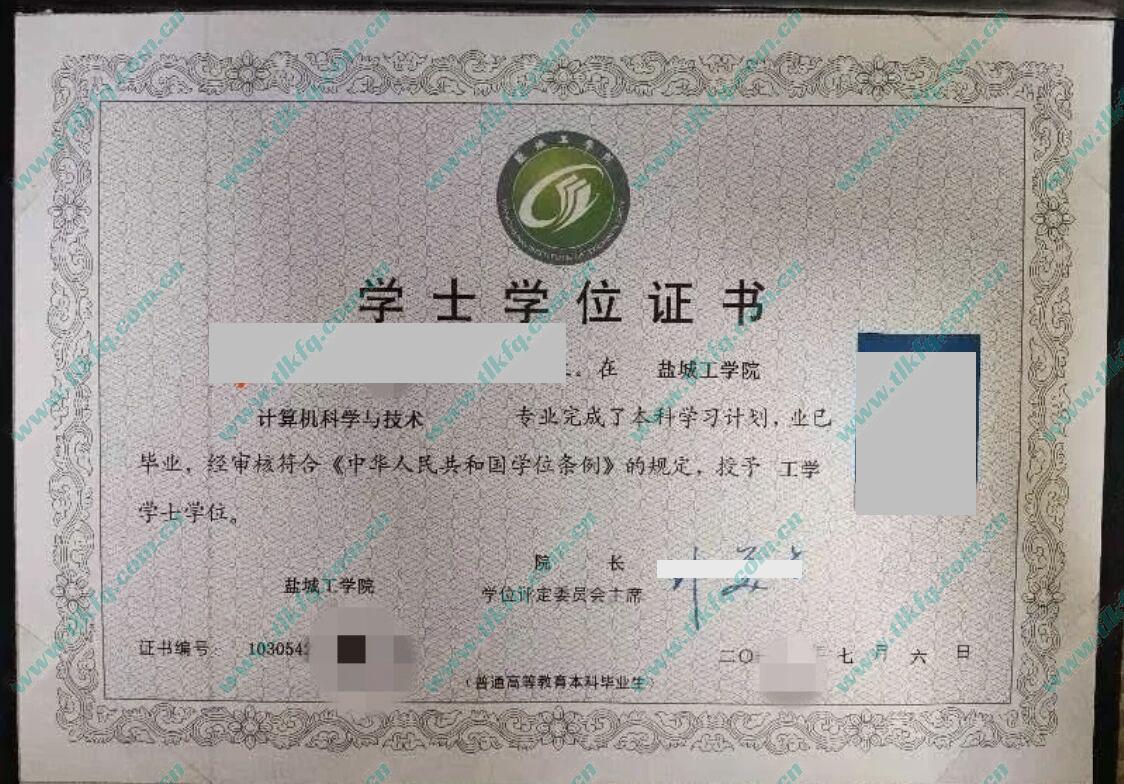 学士学位证书
。在 盐城工学院
计算机科学与技术 专业完成了本科学习计划，业已
毕业，经审核符合《中华人民共和国学位条例》的规定，授予 工学
学士学位。
院 长
盐城工学院
学位评定委员会主席
证书编号： 1030542
二〇 年 七 月 六 日
（普通高等教育本科毕业生）
www.tlkfq.com.cn